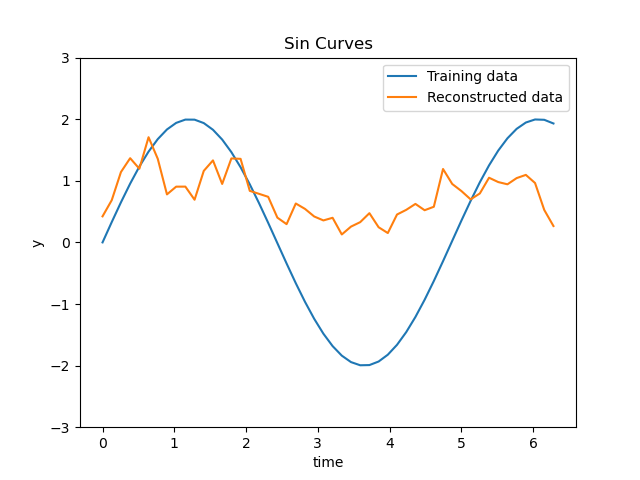 Sin Curves
Training data
Reconstructed data
3
2
1
0
−1
−2
−3
y
0 1 2 3 4 5 6
time